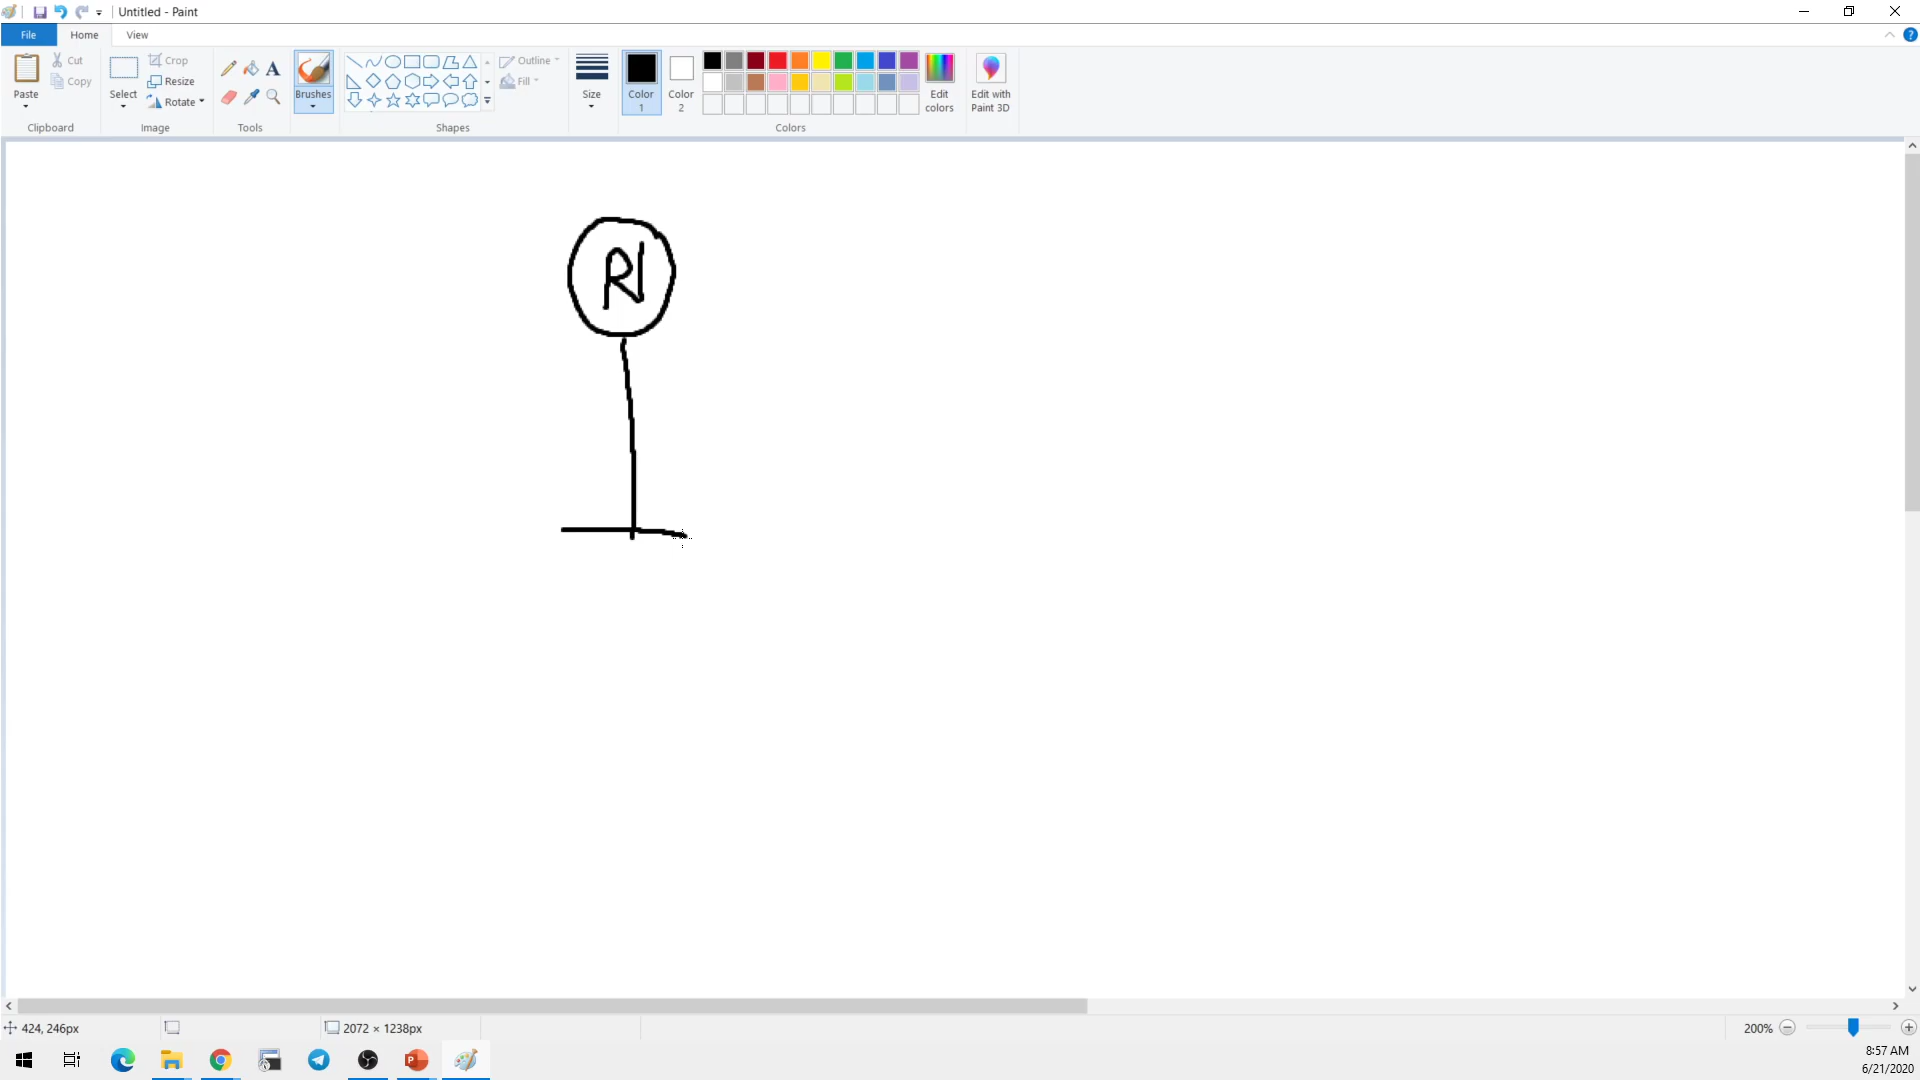 Untitled - Paint
File Home View
Paste
Cut
Copy
Clipboard
Select
Crop
Resize
Rotate
Image
A
Tools
Brushes
Shapes
Outline
Fill
Size
Color
1
Color
2
Colors
Edit
colors
Edit with
Paint 3D
R1
424, 246px
2072 × 1238px
200%
8:57 AM
6/21/2020